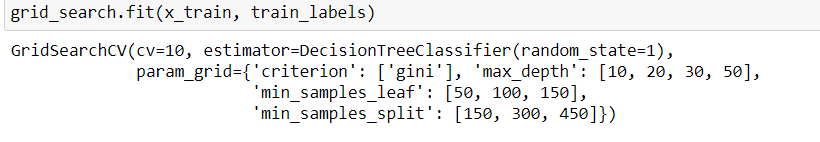 grid_search.fit(x_train, train_labels)
GridSearchCV(cv=10, estimator=DecisionTreeClassifier(random_state=1),
param_grid={'criterion': ['gini'], 'max_depth': [10, 20, 30, 50],
'min_samples_leaf': [50, 100, 150],
'min_samples_split': [150, 300, 450]})